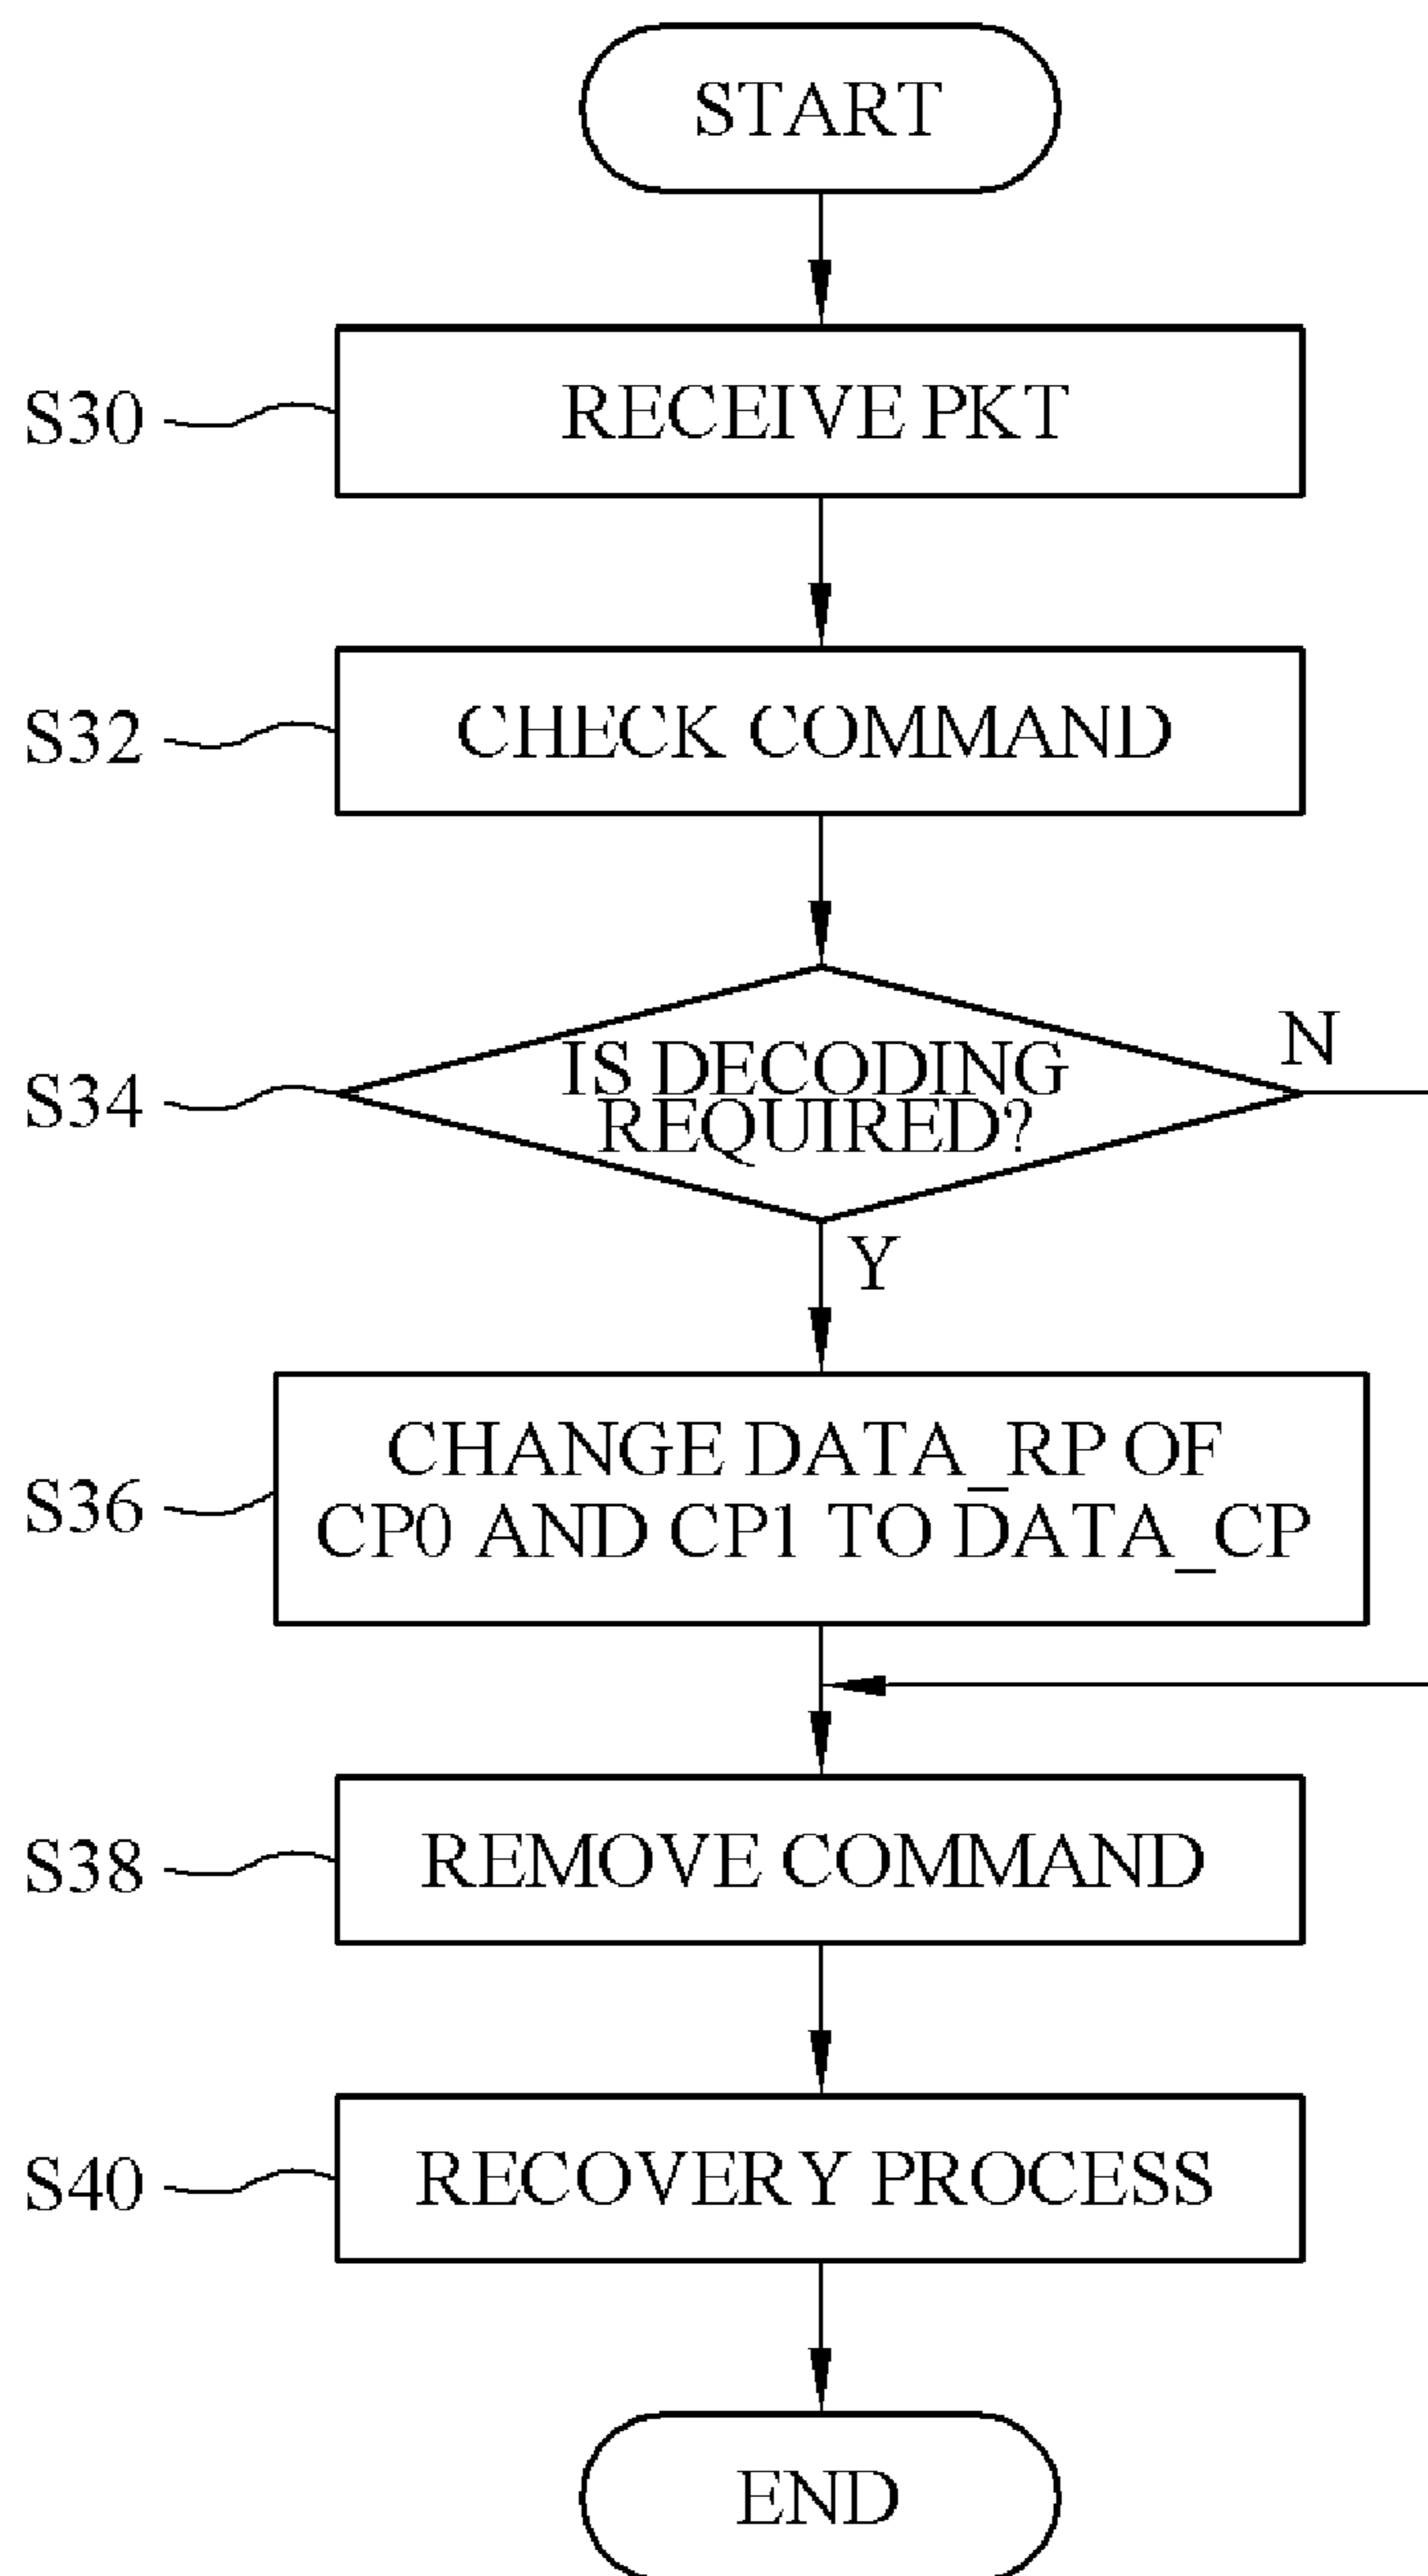 START
S30
RECEIVE PKT
S32
CHECK COMMAND
S34
IS DECODING
REQUIRED?
N
Y
S36
CHANGE DATA_RP OF
CP0 AND CP1 TO DATA_CP
S38
REMOVE COMMAND
S40
RECOVERY PROCESS
END